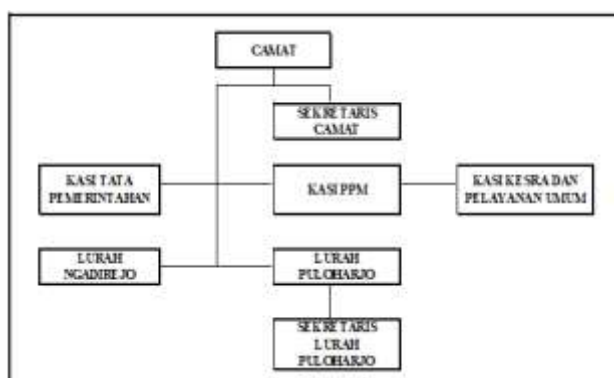 CAMAT
SEKRETARIS
CAMAT
KASI TATA
PEMERINTAHAN
KASI PPM
KASI KESRA DAN
PELAYANAN UMUM
LURAH
NGADIREJO
LURAH
PULOHARJO
SEKRETARIS
LURAH
PULOHARJO